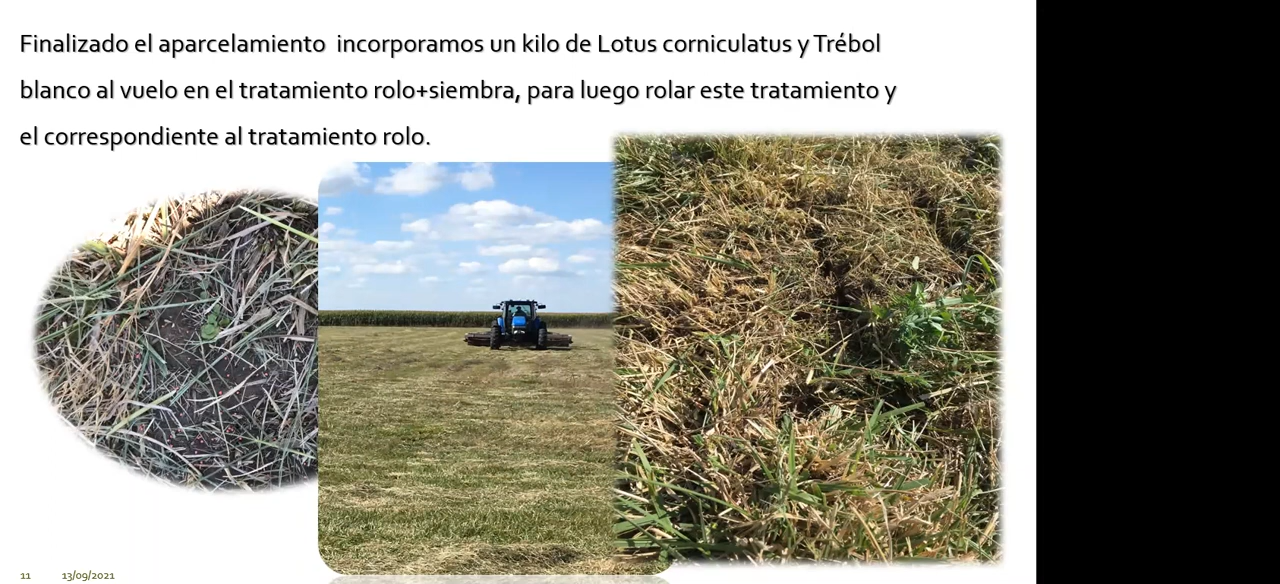 Finalizado el aparcelamiento  incorporamos un kilo de Lotus corniculatus y Trébol
blanco al vuelo en el tratamiento rolo+siembra, para luego rolar este tratamiento y
el correspondiente al tratamiento rolo.
11 13/09/2021